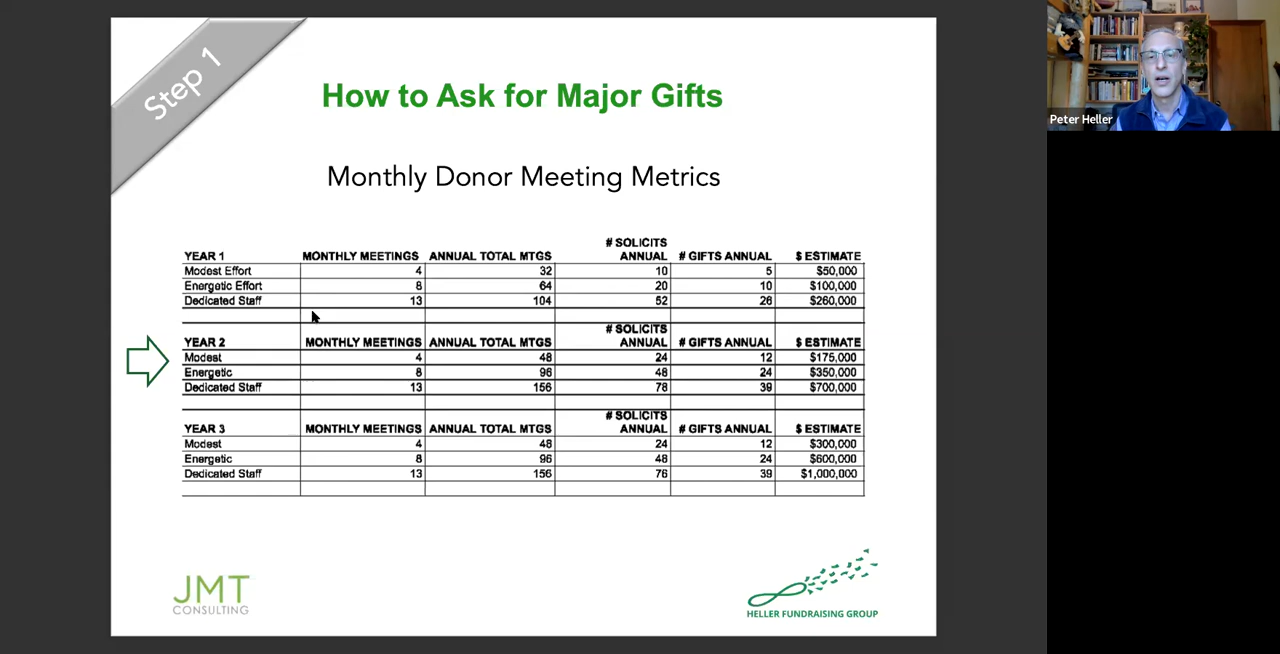 Step 1
How to Ask for Major Gifts
Peter Heller
Monthly Donor Meeting Metrics
# SOLICITS
YEAR 1 MONTHLY MEETINGS ANNUAL TOTAL MTGS ANNUAL # GIFTS ANNUAL $ ESTIMATE
Modest Effort 4 32 10 5 $50,000
Energetic Effort 8 64 20 10 $100,000
Dedicated Staff 13 104 52 26 $260,000
# SOLICITS
YEAR 2 MONTHLY MEETINGS ANNUAL TOTAL MTGS ANNUAL # GIFTS ANNUAL $ ESTIMATE
Modest 4 48 24 12 $175,000
Energetic 8 96 48 24 $350,000
Dedicated Staff 13 156 78 39 $700,000
# SOLICITS
YEAR 3 MONTHLY MEETINGS ANNUAL TOTAL MTGS ANNUAL # GIFTS ANNUAL $ ESTIMATE
Modest 4 48 24 12 $300,000
Energetic 8 96 48 24 $600,000
Dedicated Staff 13 156 76 39 $1,000,000
JMT
CONSULTING
HELLER FUNDRAISING GROUP